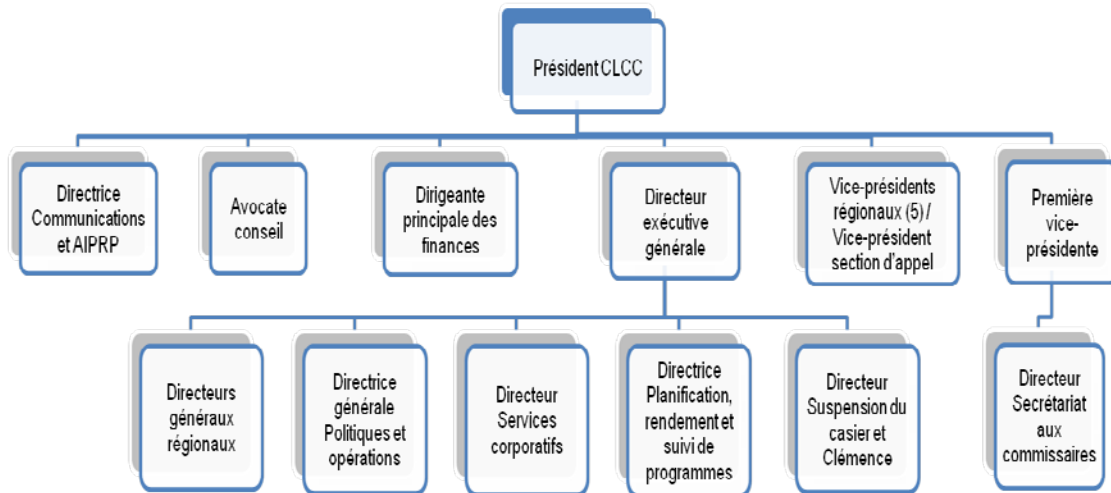 Président CLCC
Directrice
Communications
et AIPRP
Avocate
conseil
Dirigeante
principale des
finances
Directeur
exécutive
générale
Vice-présidents
régionaux (5) /
Vice-président
section d'appel
Première
vice-
présidente
Directeurs
généraux
régionaux
Directrice
générale
Politiques et
opérations
Directeur
Services
corporatifs
Directrice
Planification,
rendement et
suivi de
programmes
Directeur
Suspension du
casier et
Clémence
Directeur
Secrétariat
aux
commissaires